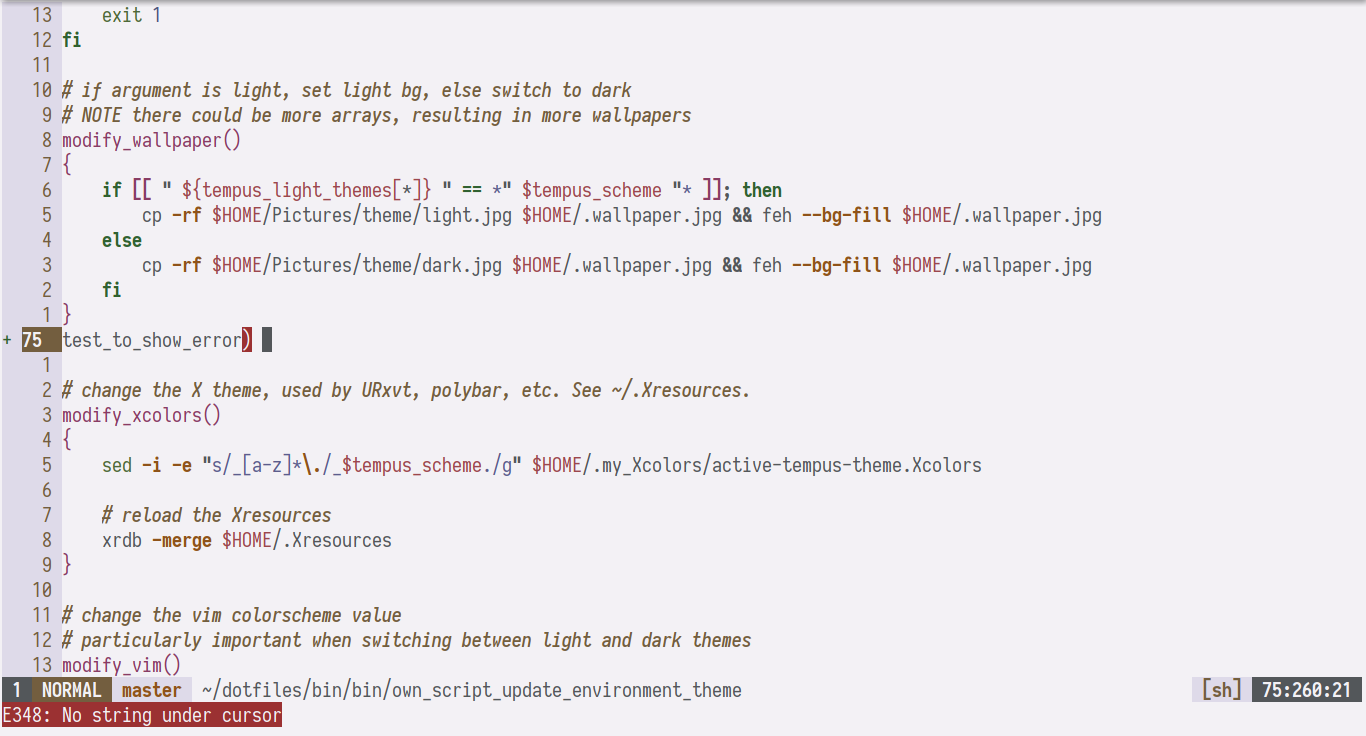 13     exit 1
12 fi
11
10 # if argument is light, set light bg, else switch to dark
9 # NOTE there could be more arrays, resulting in more wallpapers
8 modify_wallpaper()
7 {
6     if [[ " ${tempus_light_themes[*]} " == *" $tempus_scheme "* ]]; then
5         cp -rf $HOME/Pictures/theme/light.jpg $HOME/.wallpaper.jpg && feh --bg-fill $HOME/.wallpaper.jpg
4     else
3         cp -rf $HOME/Pictures/theme/dark.jpg $HOME/.wallpaper.jpg && feh --bg-fill $HOME/.wallpaper.jpg
2     fi
1 }
+ 75 test_to_show_error)
1
2 # change the X theme, used by URxvt, polybar, etc. See ~/.Xresources.
3 modify_xcolors()
4 {
5     sed -i -e "s/_[a-z]*\./_$tempus_scheme./g" $HOME/.my_Xcolors/active-tempus-theme.Xcolors
6
7     # reload the Xresources
8     xrdb -merge $HOME/.Xresources
9 }
10
11 # change the vim colorscheme value
12 # particularly important when switching between light and dark themes
13 modify_vim()
1 NORMAL master ~/dotfiles/bin/bin/own_script_update_environment_theme [sh] 75:260:21
E348: No string under cursor